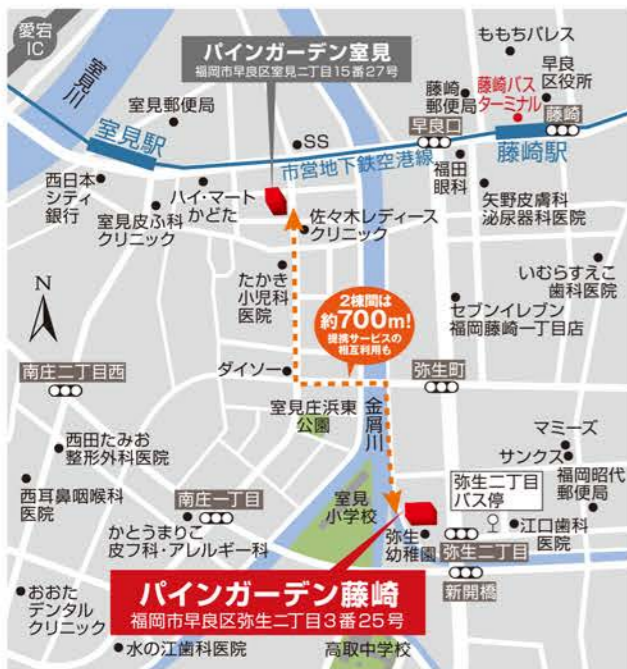 愛宕
IC
室見川
パインガーデン室見
福岡市早良区室見二丁目15番27号
ももちパレス
早良
区役所
藤崎
郵便局
藤崎バス
ターミナル
藤崎
室見郵便局
室見駅
SS
早良口
市営地下鉄空港線
藤崎駅
福田
眼科
西日本
シティ
銀行
室見皮ふ科
クリニック
ハイ・マート
かどた
佐々木レディース
クリニック
矢野皮膚科
泌尿器科医院
N
たかき
小児科
医院
いむらすえこ
歯科医院
2棟間は
約700m!
提携サービスの
相互利用も
セブンイレブン
福岡藤崎一丁目店
南庄二丁目西
ダイソー
弥生町
室見庄浜東
公園
金屑川
西田たみお
整形外科医院
マミーズ
サンクス
福岡昭代
郵便局
西耳鼻咽喉科
医院
南庄一丁目
室見
小学校
弥生二丁目
バス停
かとうまりこ
皮フ科・アレルギー科
弥生
幼稚園
江口歯科
医院
弥生二丁目
新開橋
おおた
デンタル
クリニック
パインガーデン藤崎
福岡市早良区弥生二丁目3番25号
水の江歯科医院
高取中学校